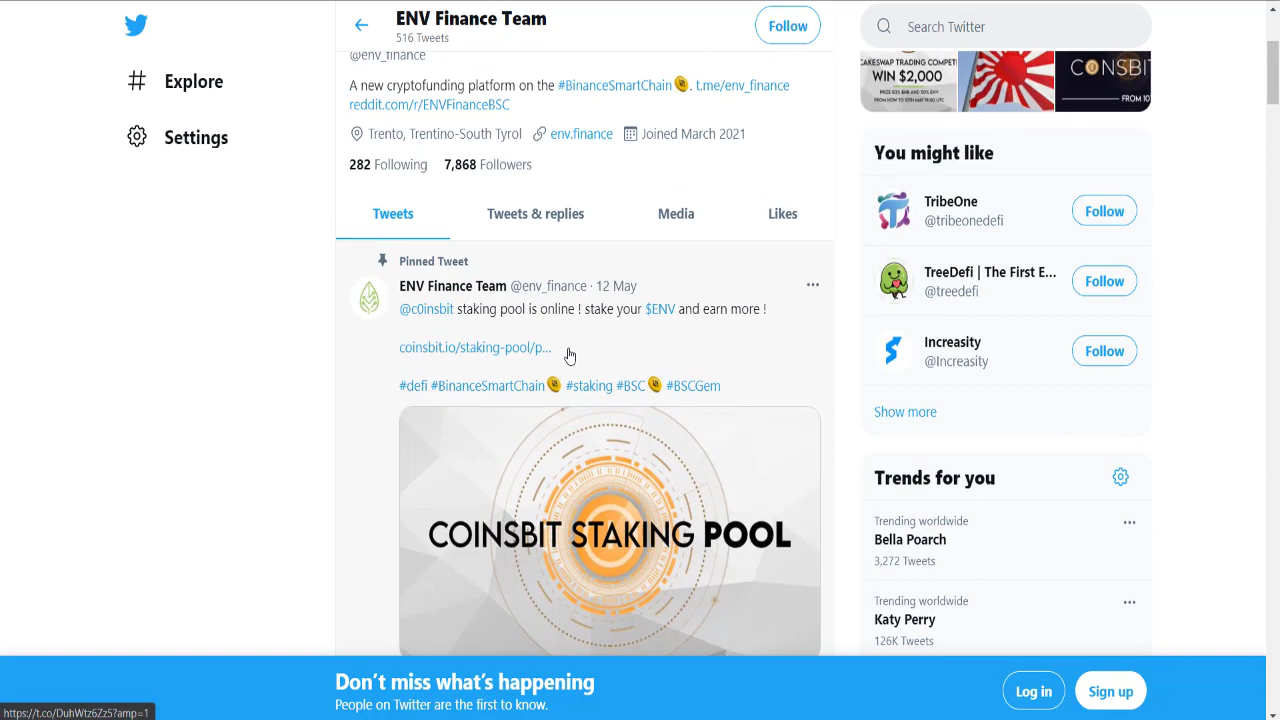 Explore
Settings
ENV Finance Team
516 Tweets
Follow
@env_finance
A new cryptofunding platform on the #BinanceSmartChain. t.me/env_finance
reddit.com/r/ENVFinanceBSC
Trento, Trentino-South Tyrol env.finance Joined March 2021
282 Following 7,868 Followers
Tweets Tweets & replies Media Likes
Pinned Tweet
ENV Finance Team @env_finance · 12 May
@c0insbit staking pool is online ! stake your $ENV and earn more !
coinsbit.io/staking-pool/p...
#defi #BinanceSmartChain #staking #BSC #BSCGem
COINSBIT STAKING POOL
Search Twitter
CAKESWAP TRADING COMPETI
WIN $2,000
PRIZE 50% BNB AND 50% ENV
FROM NOW TO 10TH MAY 19:00 UTC
CONSBIT
FROM 10
You might like
TribeOne
@tribeonedefi
Follow
TreeDefi | The First E...
@treedefi
Follow
Increasity
@Increasity
Follow
Show more
Trends for you
Trending worldwide
Bella Poarch
3,272 Tweets
Trending worldwide
Katy Perry
126K Tweets
Don't miss what's happening
People on Twitter are the first to know.
Log in
Sign up
https://t.co/DuhWtz6Zz5?amp=1